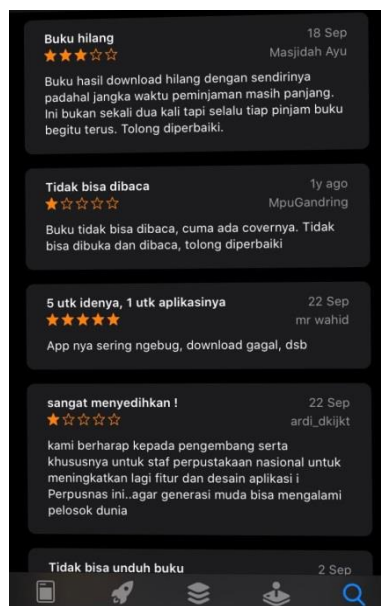 Buku hilang
18 Sep
Masjidah Ayu
Buku hasil download hilang dengan sendirinya
padahal jangka waktu peminjaman masih panjang.
Ini bukan sekali dua kali tapi selalu tiap pinjam buku
begitu terus. Tolong diperbaiki.
Tidak bisa dibaca
1y ago
MpuGandring
Buku tidak bisa dibaca, cuma ada covernya. Tidak
bisa dibuka dan dibaca, tolong diperbaiki
5 utk idenya, 1 utk aplikasinya
22 Sep
mr wahid
App nya sering ngebug, download gagal, dsb
sangat menyedihkan !
22 Sep
ardi_dkijkt
kami berharap kepada pengembang serta
khususnya untuk staf perpustakaan nasional untuk
meningkatkan lagi fitur dan desain aplikasi i
Perpusnas ini..agar generasi muda bisa mengalami
pelosok dunia
Tidak bisa unduh buku
2 Sep